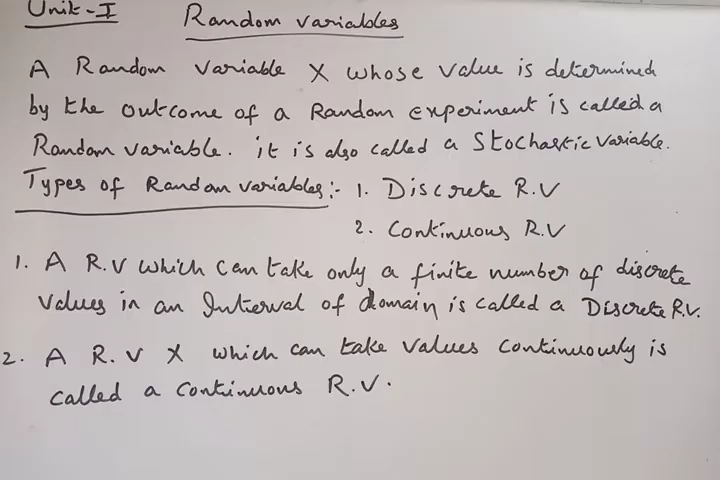 Unit-I Random variables
A Random variable X whose value is determined
by the outcome of a Random experiment is called a
Random variable. it is also called a Stochastic variable.
Types of Random variables:- 1. Discrete R.V
2. Continuous R.V
1. A R.V which can take only a finite number of discrete
values in an Interval of domain is called a Discrete R.V.
2. A R.V X which can take values continuously is
called a continuous R.V.